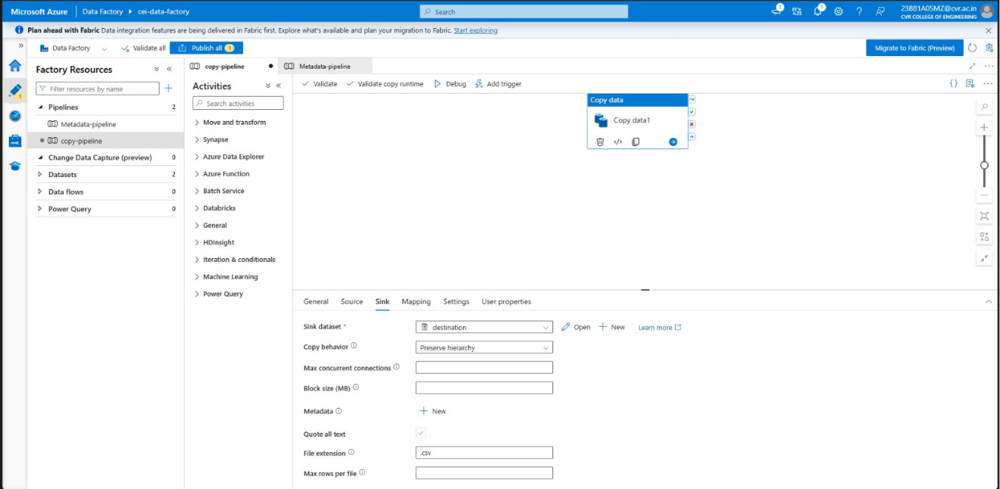 Microsoft Azure Data Factory cei-data-factory Search 23B81A05MZ@cvr.ac.in
CVR COLLEGE OF ENGINEERING
Plan ahead with Fabric Data integration features are being delivered in Fabric first. Explore what's available and plan your migration to Fabric. Start exploring
Data Factory Validate all Publish all 1 Migrate to Fabric (Preview)
Factory Resources
Filter resources by name
Pipelines 2
Metadata-pipeline
copy-pipeline
Change Data Capture (preview) 0
Datasets 2
Data flows 0
Power Query 0
copy-pipeline Metadata-pipeline
Activities
Search activities
Move and transform
Synapse
Azure Data Explorer
Azure Function
Batch Service
Databricks
General
HDInsight
Iteration & conditionals
Machine Learning
Power Query
Validate Validate copy runtime Debug Add trigger
Copy data
Copy data1
General Source Sink Mapping Settings User properties
Sink dataset * destination Open New Learn more
Copy behavior Preserve hierarchy
Max concurrent connections
Block size (MB)
Metadata New
Quote all text
File extension .csv
Max rows per file